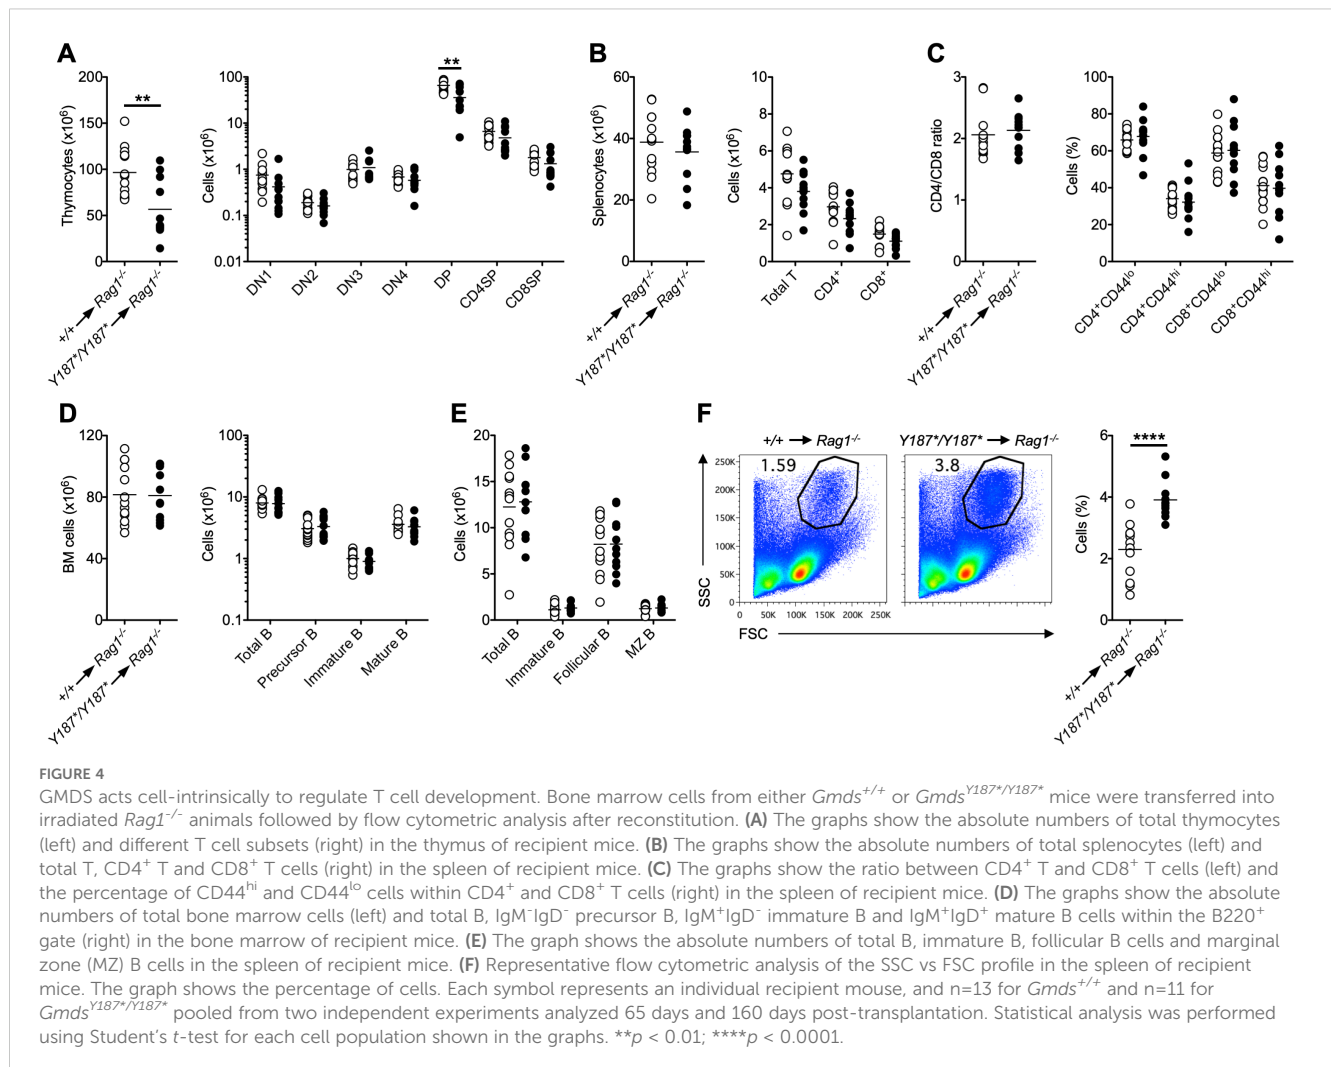 A
B
C
200
150
100
50
0
Thymocytes (x10⁶)
**
+/+ → Rag1⁻/⁻
Y187*/Y187* → Rag1⁻/⁻
100
10
1
0.1
0.01
Cells (x10⁶)
**
DN1
DN2
DN3
DN4
DP
CD4SP
CD8SP
60
40
20
0
Splenocytes (x10⁶)
+/+ → Rag1⁻/⁻
Y187*/Y187* → Rag1⁻/⁻
10
8
6
4
2
0
Cells (x10⁶)
Total T
CD4⁺
CD8⁺
3
2
1
0
CD4/CD8 ratio
+/+ → Rag1⁻/⁻
Y187*/Y187* → Rag1⁻/⁻
100
80
60
40
20
0
Cells (%)
CD4⁺CD44ˡᵒ
CD4⁺CD44ʰⁱ
CD8⁺CD44ˡᵒ
CD8⁺CD44ʰⁱ
D
E
F
120
80
40
0
BM cells (x10⁶)
+/+ → Rag1⁻/⁻
Y187*/Y187* → Rag1⁻/⁻
100
10
1
0.1
Cells (x10⁶)
Total B
Precursor B
Immature B
Mature B
20
15
10
5
0
Cells (x10⁶)
Total B
Immature B
Follicular B
MZ B
+/+ → Rag1⁻/⁻
Y187*/Y187* → Rag1⁻/⁻
1.59
3.8
250K
200K
150K
100K
50K
0
0 50K 150K 200K 250K
SSC
FSC
6
4
2
0
Cells (%)
****
+/+ → Rag1⁻/⁻
Y187*/Y187* → Rag1⁻/⁻
FIGURE 4
GMDS acts cell-intrinsically to regulate T cell development. Bone marrow cells from either Gmds⁺/⁺ or Gmds^Y187*/Y187* mice were transferred into
irradiated Rag1⁻/⁻ animals followed by flow cytometric analysis after reconstitution. (A) The graphs show the absolute numbers of total thymocytes
(left) and different T cell subsets (right) in the thymus of recipient mice. (B) The graphs show the absolute numbers of total splenocytes (left) and
total T, CD4⁺ T and CD8⁺ T cells (right) in the spleen of recipient mice. (C) The graphs show the ratio between CD4⁺ T and CD8⁺ T cells (left) and
the percentage of CD44ʰⁱ and CD44ˡᵒ cells within CD4⁺ and CD8⁺ T cells (right) in the spleen of recipient mice. (D) The graphs show the absolute
numbers of total bone marrow cells (left) and total B, IgM⁻IgD⁻ precursor B, IgM⁺IgD⁻ immature B and IgM⁺IgD⁺ mature B cells within the B220⁺
gate (right) in the bone marrow of recipient mice. (E) The graph shows the absolute numbers of total B, immature B, follicular B cells and marginal
zone (MZ) B cells in the spleen of recipient mice. (F) Representative flow cytometric analysis of the SSC vs FSC profile in the spleen of recipient
mice. The graph shows the percentage of cells. Each symbol represents an individual recipient mouse, and n=13 for Gmds⁺/⁺ and n=11 for
Gmds^Y187*/Y187* pooled from two independent experiments analyzed 65 days and 160 days post-transplantation. Statistical analysis was performed
using Student's t-test for each cell population shown in the graphs. **p < 0.01; ****p < 0.0001.